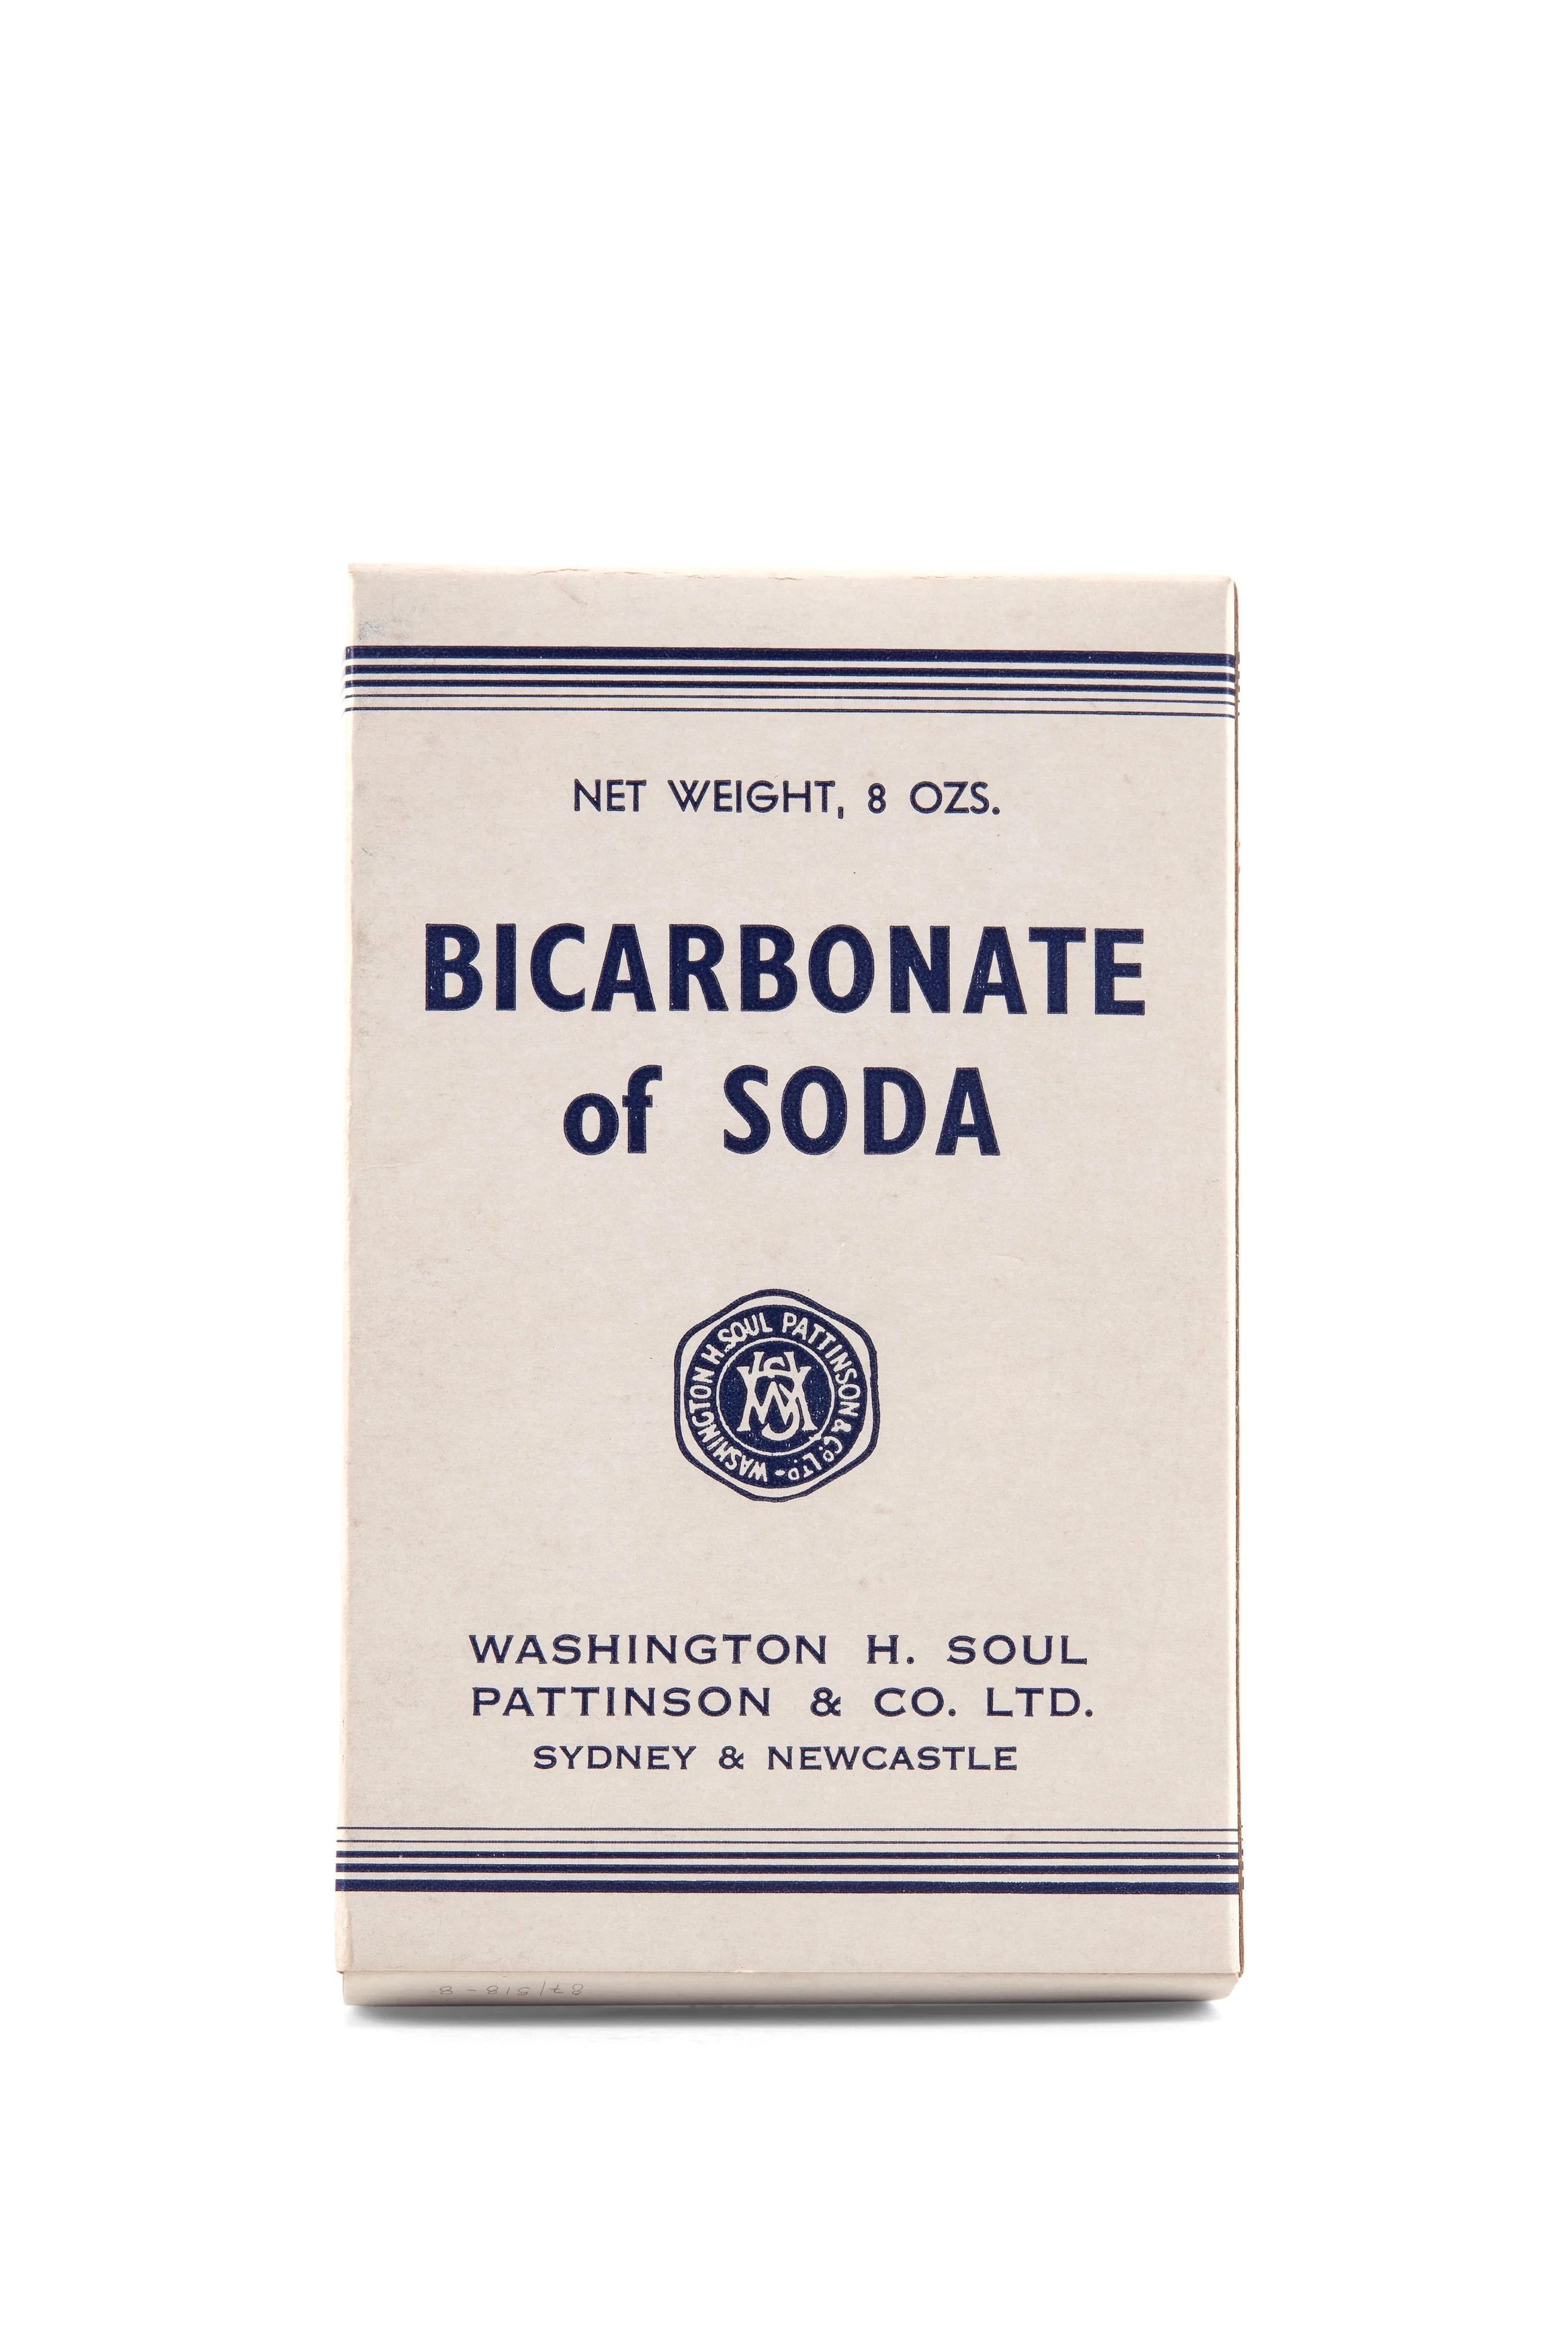 NET WEIGHT, 8 OZS.
BICARBONATE
of SODA
WASHINGTON H. SOUL PATTINSON & CO. LTD.
WHS
WASHINGTON H. SOUL
PATTINSON & CO. LTD.
SYDNEY & NEWCASTLE
87/518-8